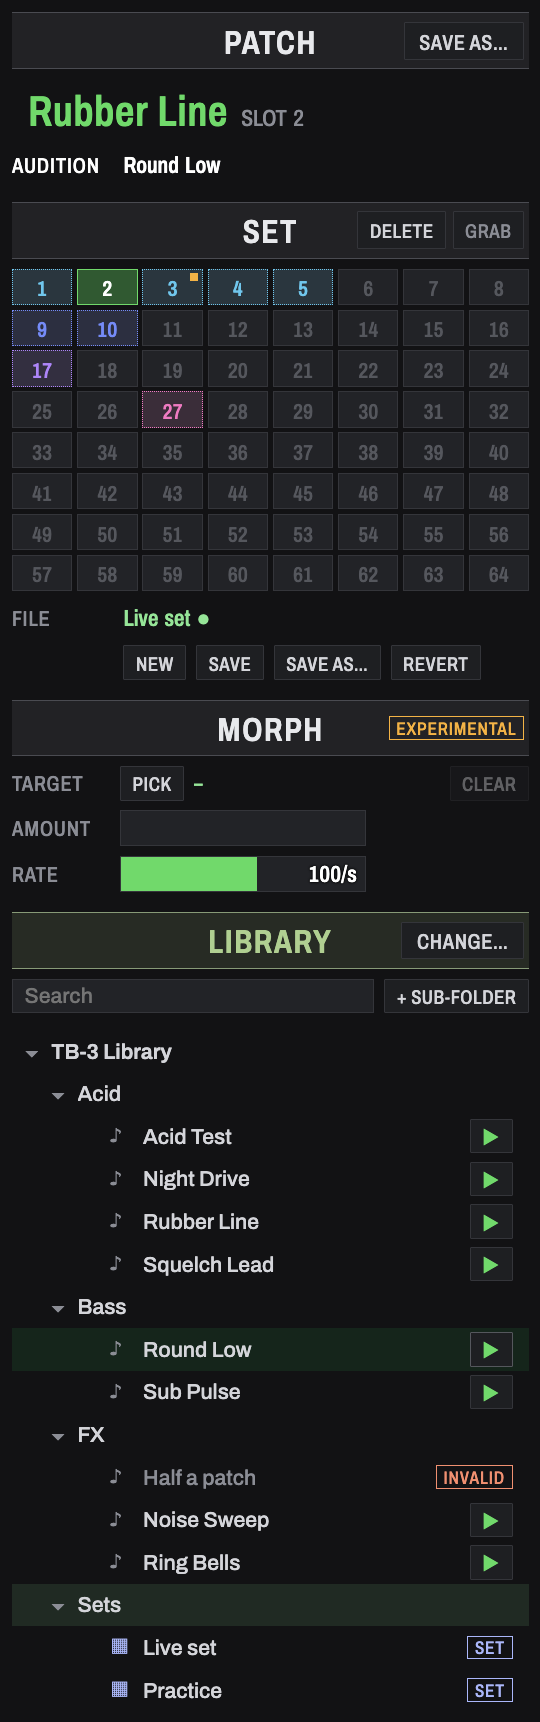 PATCH SAVE AS...
Rubber Line SLOT 2
AUDITION Round Low
SET DELETE GRAB
1 2 3 4 5 6 7 8
9 10 11 12 13 14 15 16
17 18 19 20 21 22 23 24
25 26 27 28 29 30 31 32
33 34 35 36 37 38 39 40
41 42 43 44 45 46 47 48
49 50 51 52 53 54 55 56
57 58 59 60 61 62 63 64
FILE Live set ●
NEW SAVE SAVE AS... REVERT
MORPH EXPERIMENTAL
TARGET PICK – CLEAR
AMOUNT
RATE 100/s
LIBRARY CHANGE...
Search + SUB-FOLDER
TB-3 Library
Acid
Acid Test
Night Drive
Rubber Line
Squelch Lead
Bass
Round Low
Sub Pulse
FX
Half a patch INVALID
Noise Sweep
Ring Bells
Sets
Live set SET
Practice SET